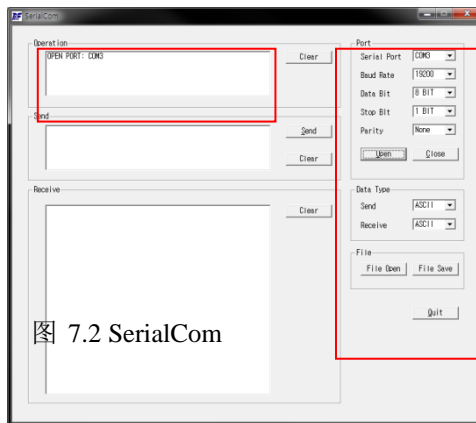 SerialCom
Operation
OPEN PORT: COM3
Clear
Send
Send
Clear
Receive
Clear
Port
Serial Port COM3
Baud Rate 19200
Data Bit 8 BIT
Stop Bit 1 BIT
Parity None
Open Close
Data Type
Send ASCII
Receive ASCII
File
File Open File Save
Quit
图 7.2 SerialCom